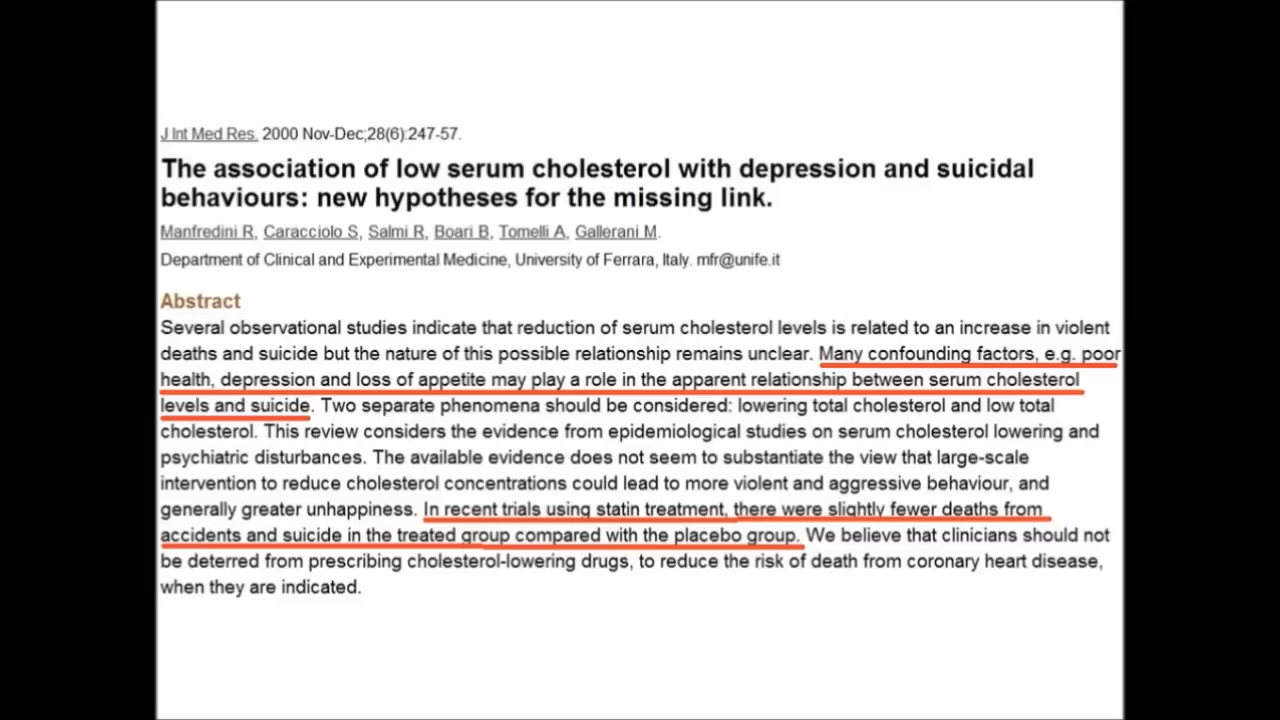 J Int Med Res. 2000 Nov-Dec;28(6):247-57.
The association of low serum cholesterol with depression and suicidal
behaviours: new hypotheses for the missing link.
Manfredini R, Caracciolo S, Salmi R, Boari B, Tomelli A, Gallerani M.
Department of Clinical and Experimental Medicine, University of Ferrara, Italy. mfr@unife.it
Abstract
Several observational studies indicate that reduction of serum cholesterol levels is related to an increase in violent
deaths and suicide but the nature of this possible relationship remains unclear. Many confounding factors, e.g. poor
health, depression and loss of appetite may play a role in the apparent relationship between serum cholesterol
levels and suicide. Two separate phenomena should be considered: lowering total cholesterol and low total
cholesterol. This review considers the evidence from epidemiological studies on serum cholesterol lowering and
psychiatric disturbances. The available evidence does not seem to substantiate the view that large-scale
intervention to reduce cholesterol concentrations could lead to more violent and aggressive behaviour, and
generally greater unhappiness. In recent trials using statin treatment, there were slightly fewer deaths from
accidents and suicide in the treated group compared with the placebo group. We believe that clinicians should not
be deterred from prescribing cholesterol-lowering drugs, to reduce the risk of death from coronary heart disease,
when they are indicated.